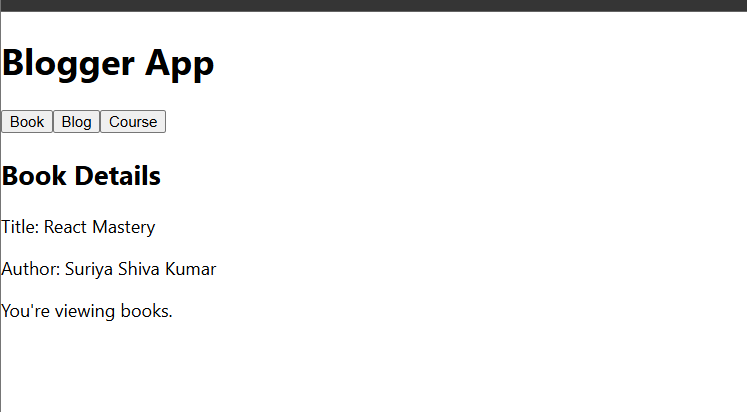 Blogger App
Book Blog Course
Book Details
Title: React Mastery
Author: Suriya Shiva Kumar
You're viewing books.